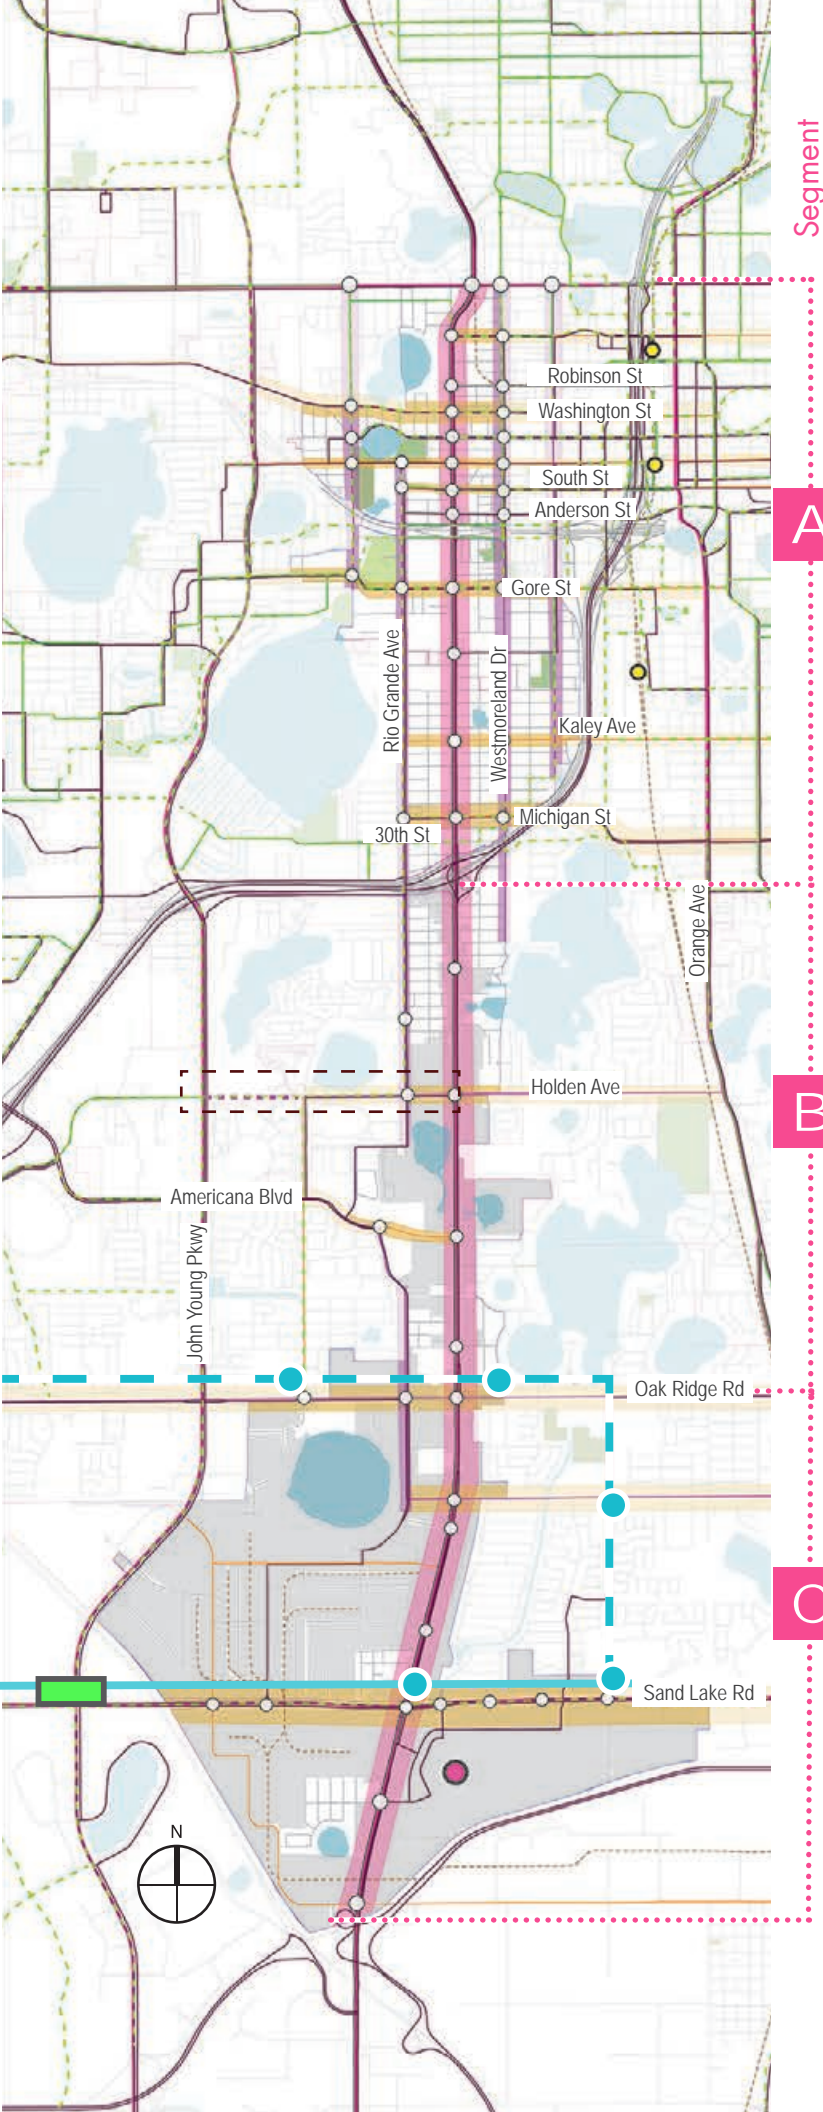 Segment
Robinson St
Washington St
South St
Anderson St
A
Gore St
Rio Grande Ave
Westmoreland Dr
Kaley Ave
Michigan St
30th St
Orange Ave
Holden Ave
B
Americana Blvd
John Young Pkwy
Oak Ridge Rd
C
Sand Lake Rd
N